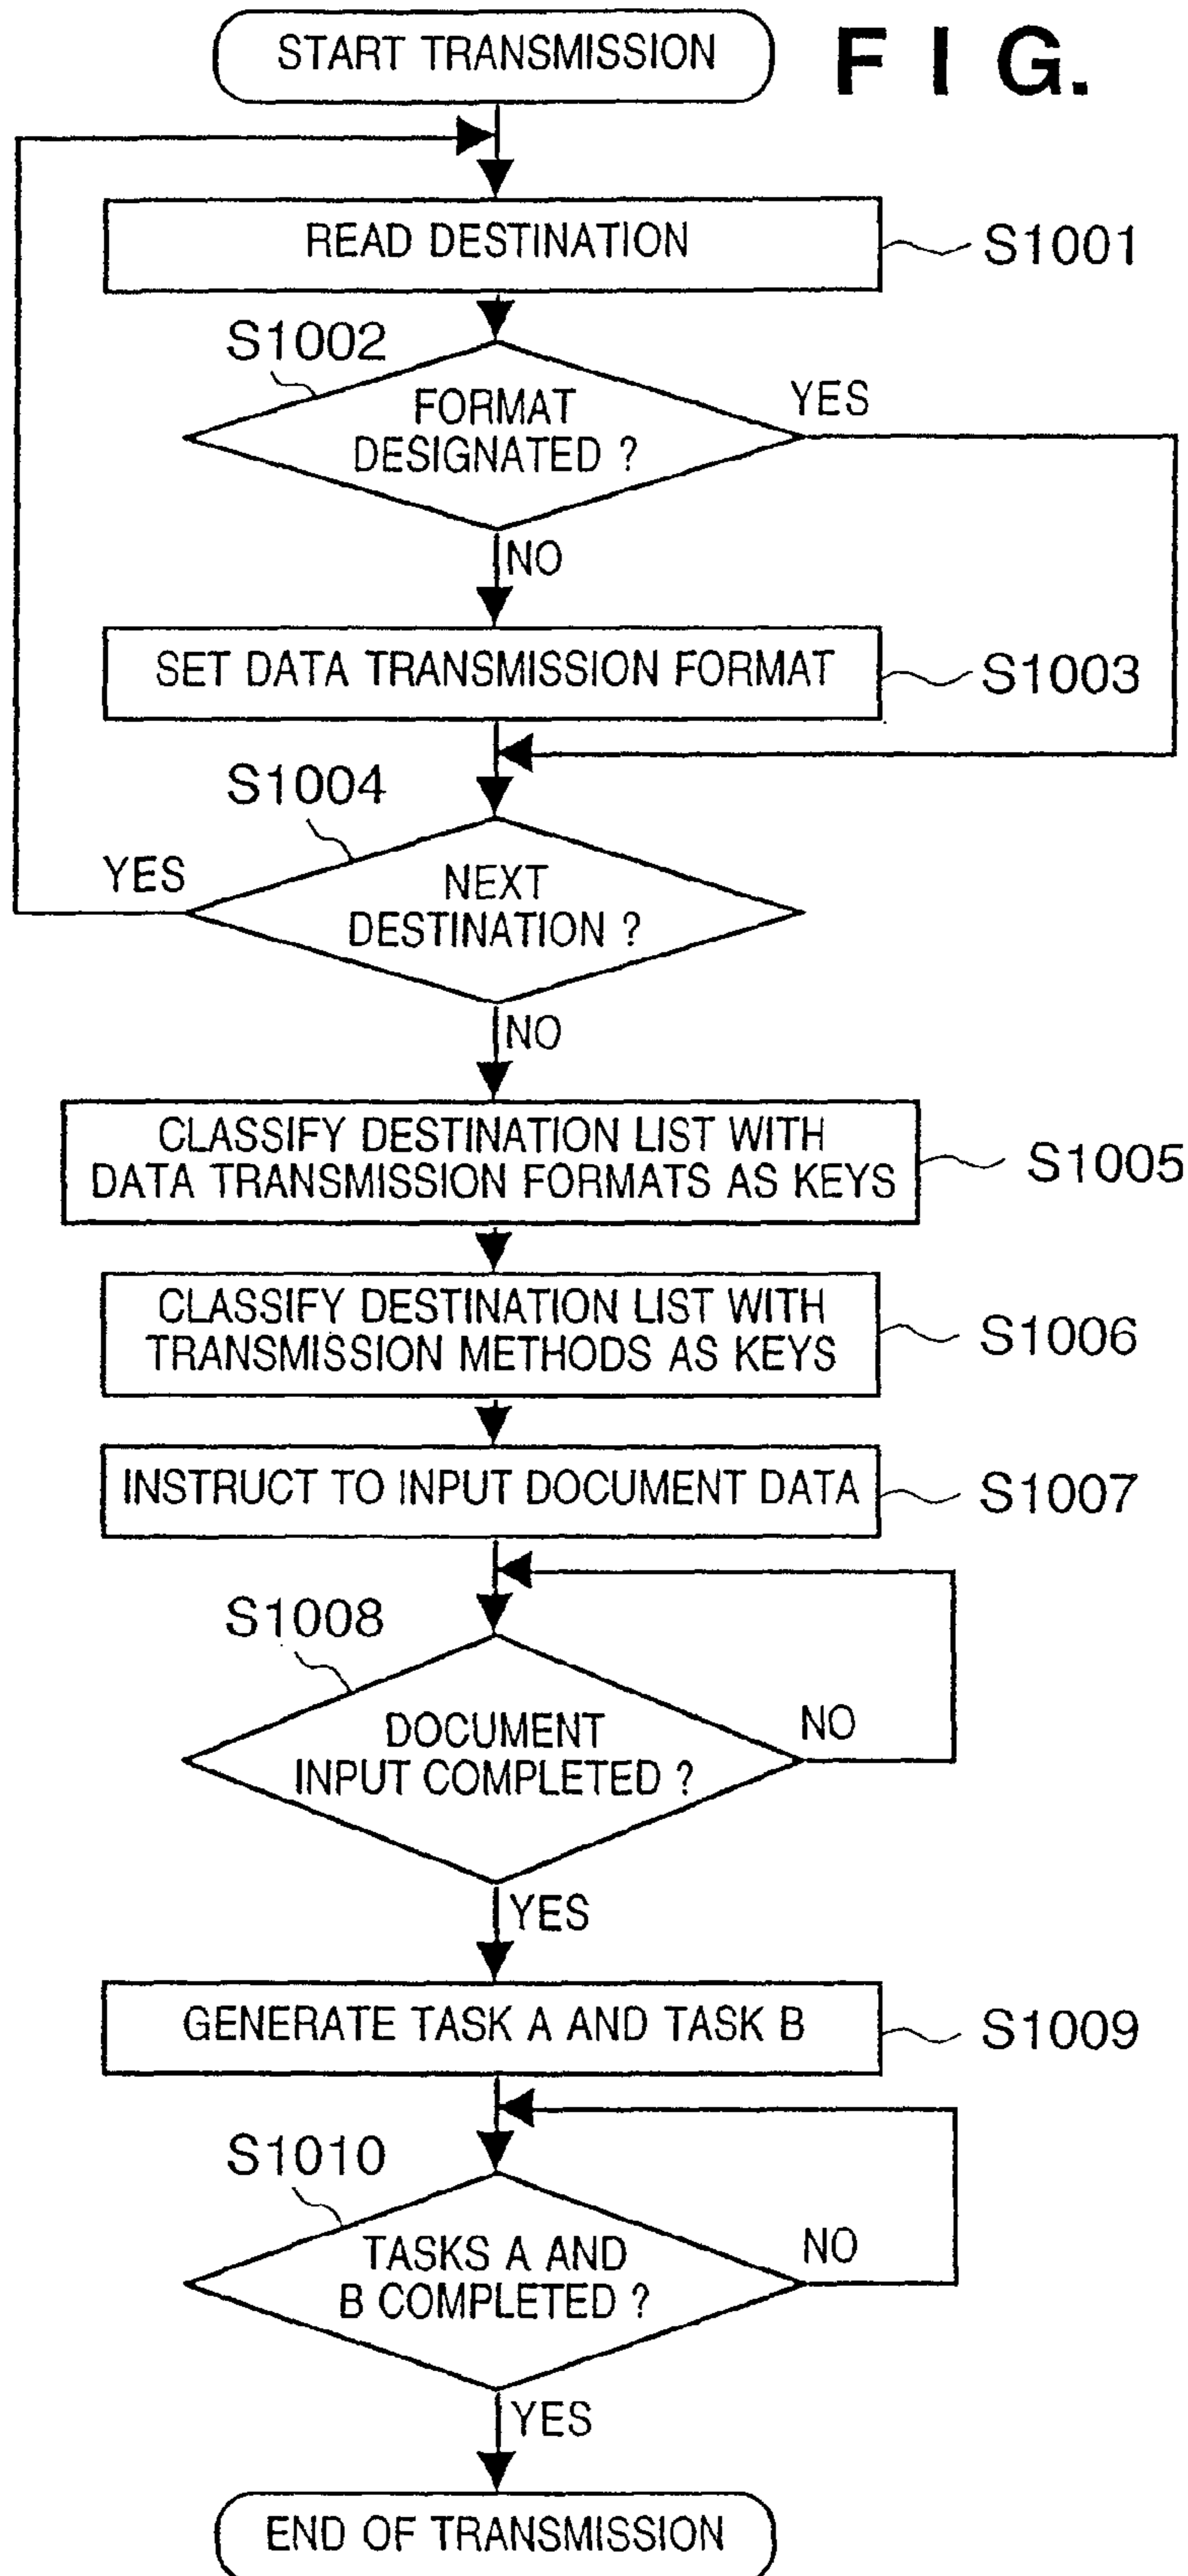 START TRANSMISSION
F I G.
READ DESTINATION
S1001
S1002
FORMAT
DESIGNATED ?
YES
NO
SET DATA TRANSMISSION FORMAT
S1003
S1004
YES
NEXT
DESTINATION ?
NO
CLASSIFY DESTINATION LIST WITH
DATA TRANSMISSION FORMATS AS KEYS
S1005
CLASSIFY DESTINATION LIST WITH
TRANSMISSION METHODS AS KEYS
S1006
INSTRUCT TO INPUT DOCUMENT DATA
S1007
S1008
DOCUMENT
INPUT COMPLETED ?
NO
YES
GENERATE TASK A AND TASK B
S1009
S1010
TASKS A AND
B COMPLETED ?
NO
YES
END OF TRANSMISSION